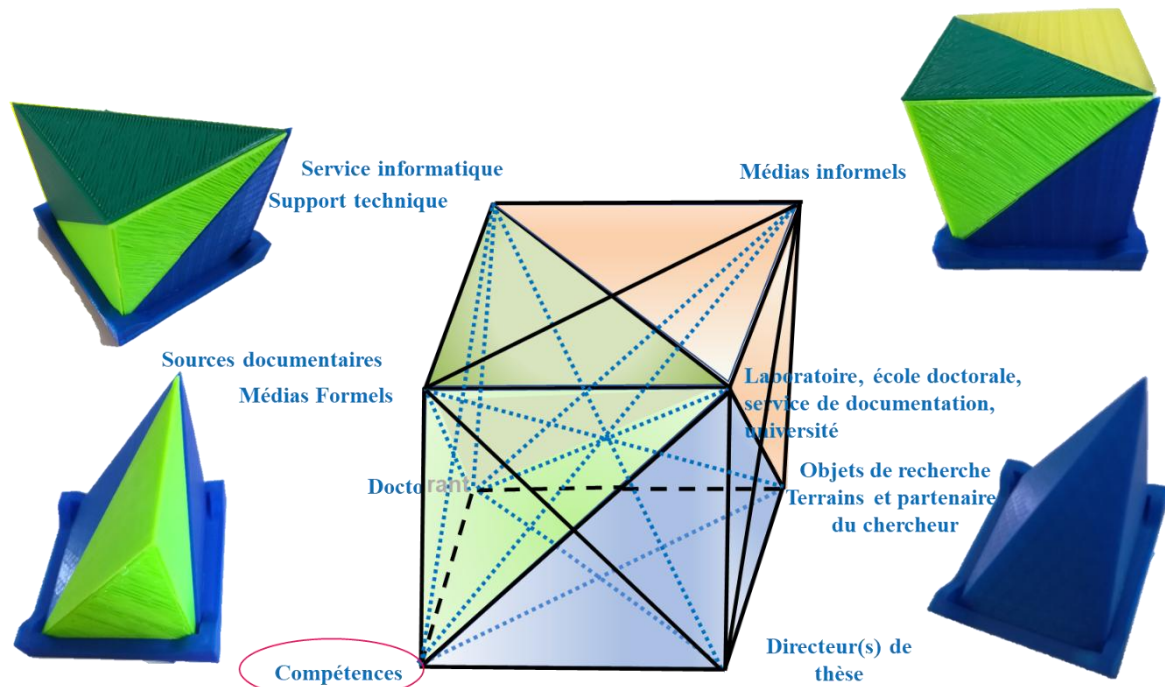 Service informatique
Support technique
Médias informels
Sources documentaires
Médias Formels
Laboratoire, école doctorale,
service de documentation,
université
Doctorant
Objets de recherche
Terrains et partenaire
du chercheur
Compétences
Directeur(s) de
thèse